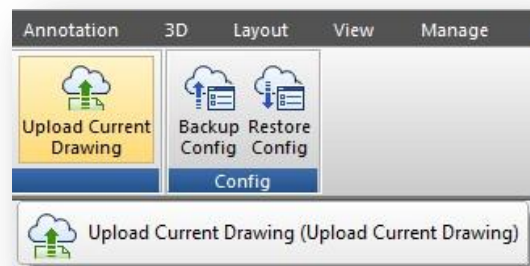 Annotation 3D Layout View Manage
Upload Current
Drawing
Backup
Config
Restore
Config
Config
Upload Current Drawing (Upload Current Drawing)